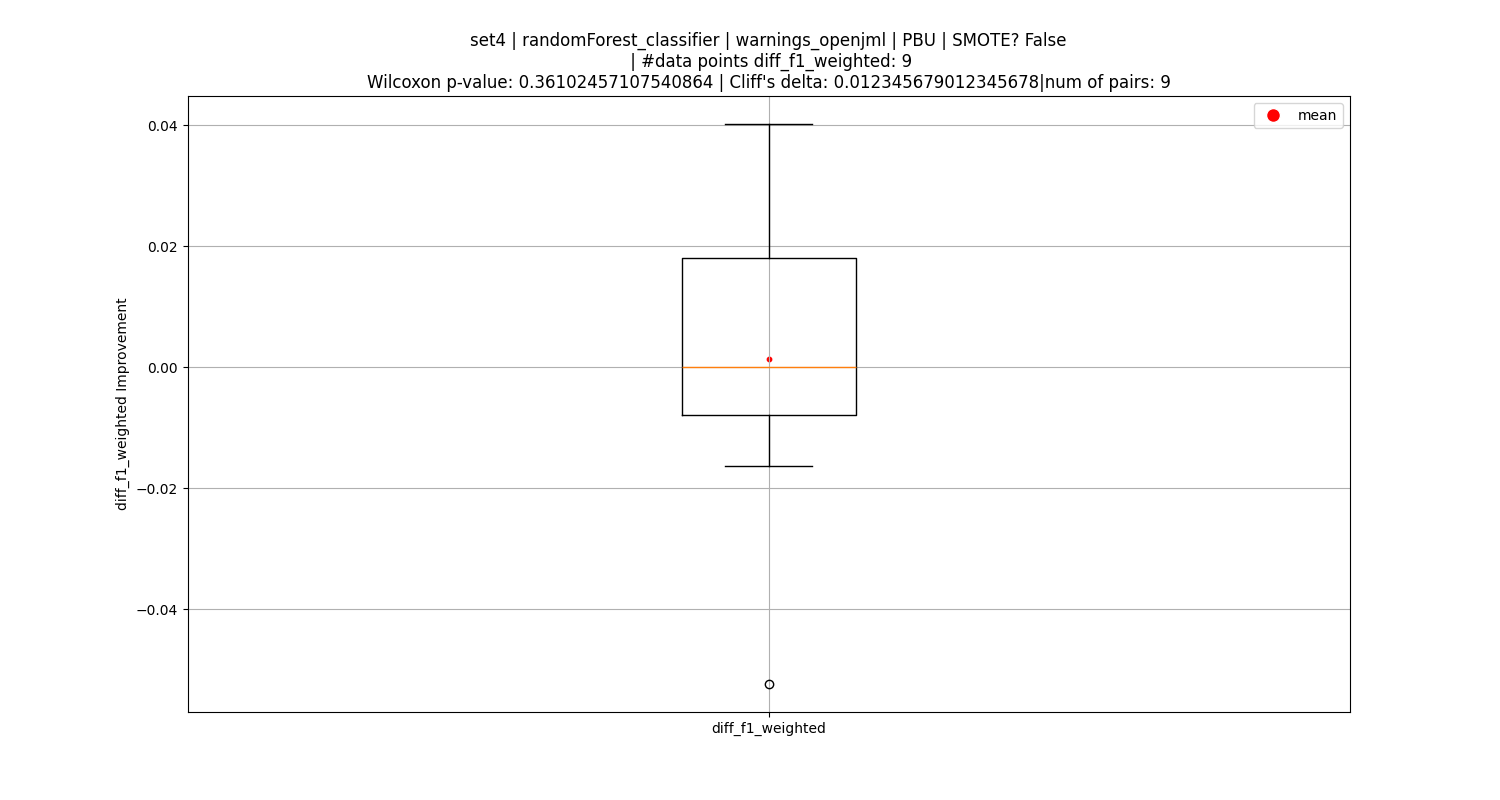 set4 | randomForest_classifier | warnings_openjml | PBU | SMOTE? False
| #data points diff_f1_weighted: 9
Wilcoxon p-value: 0.36102457107540864 | Cliff's delta: 0.012345679012345678|num of pairs: 9
mean
0.04
0.02
0.00
−0.02
−0.04
diff_f1_weighted Improvement
diff_f1_weighted